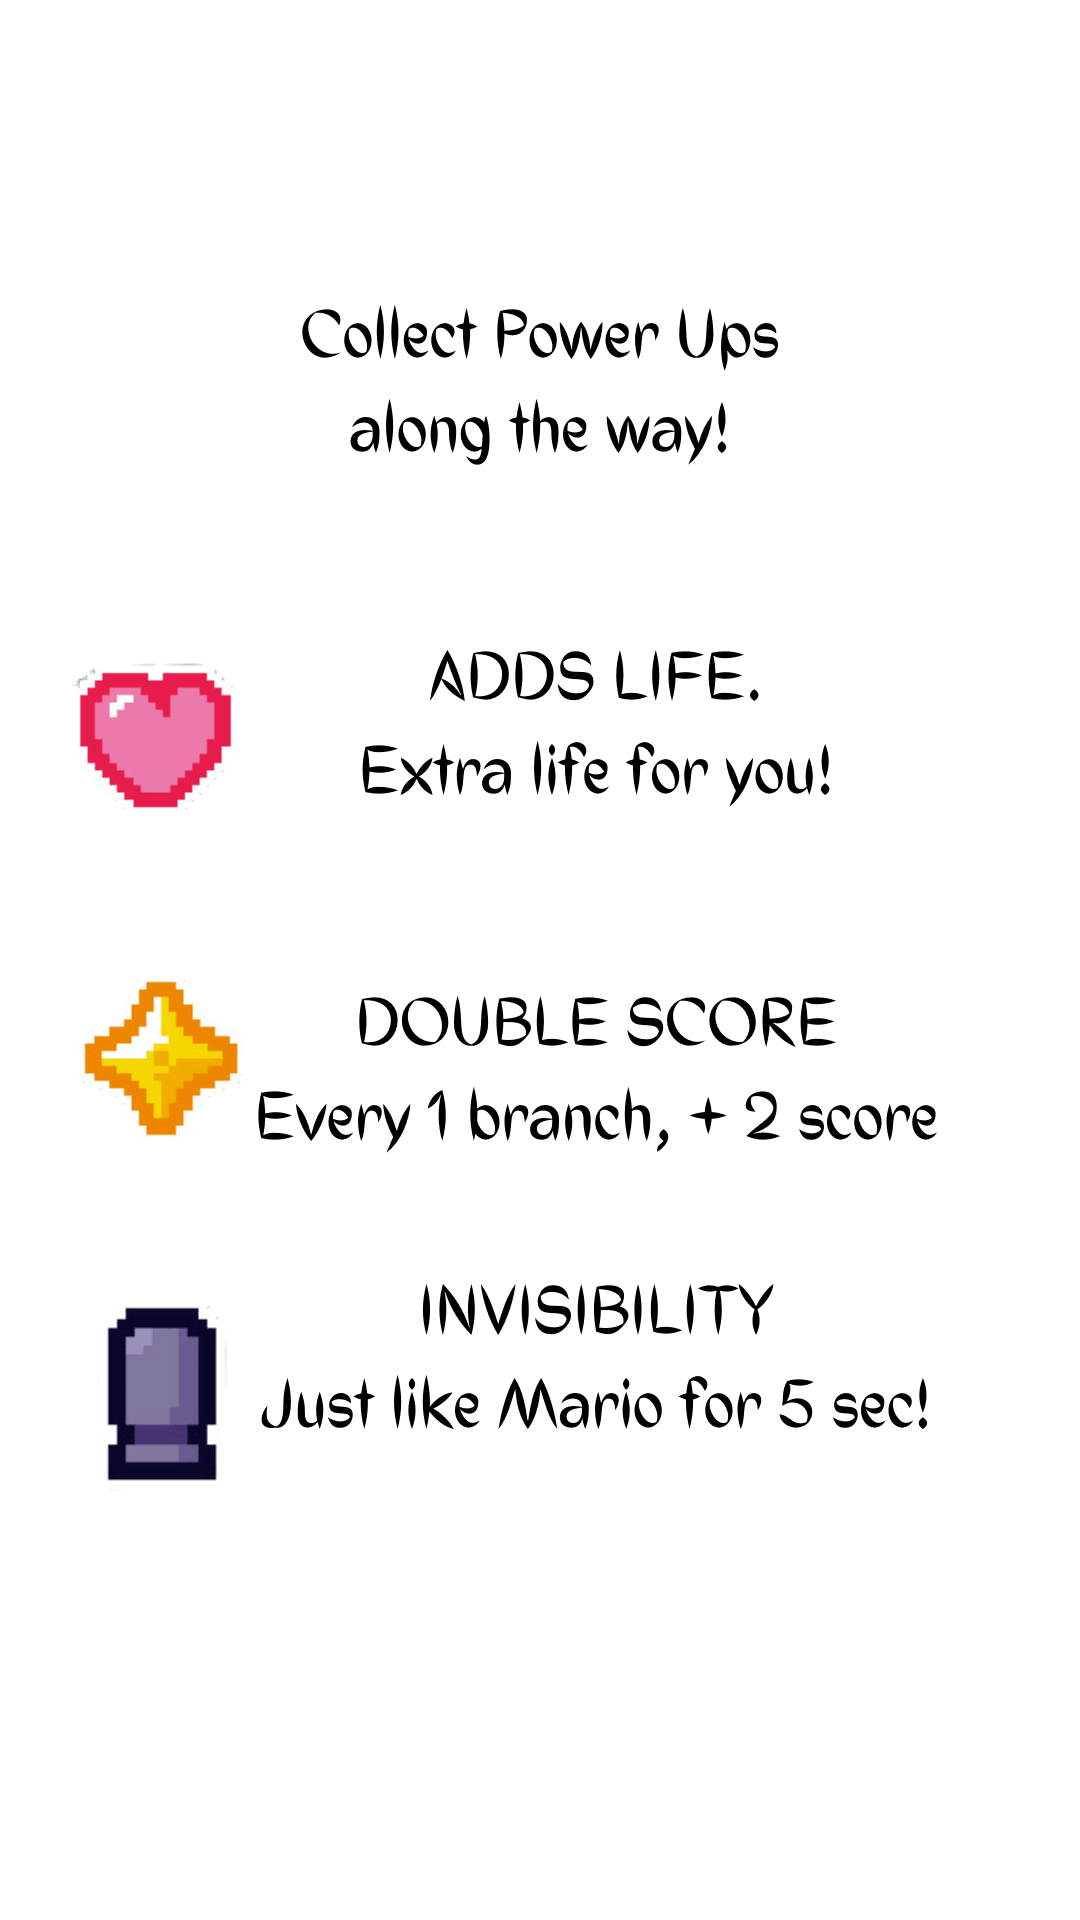 Collect Power Ups
along the way!
ADDS LIFE.
Extra life for you!
DOUBLE SCORE
Every 1 branch, + 2 score
INVISIBILITY
Just like Mario for 5 sec!